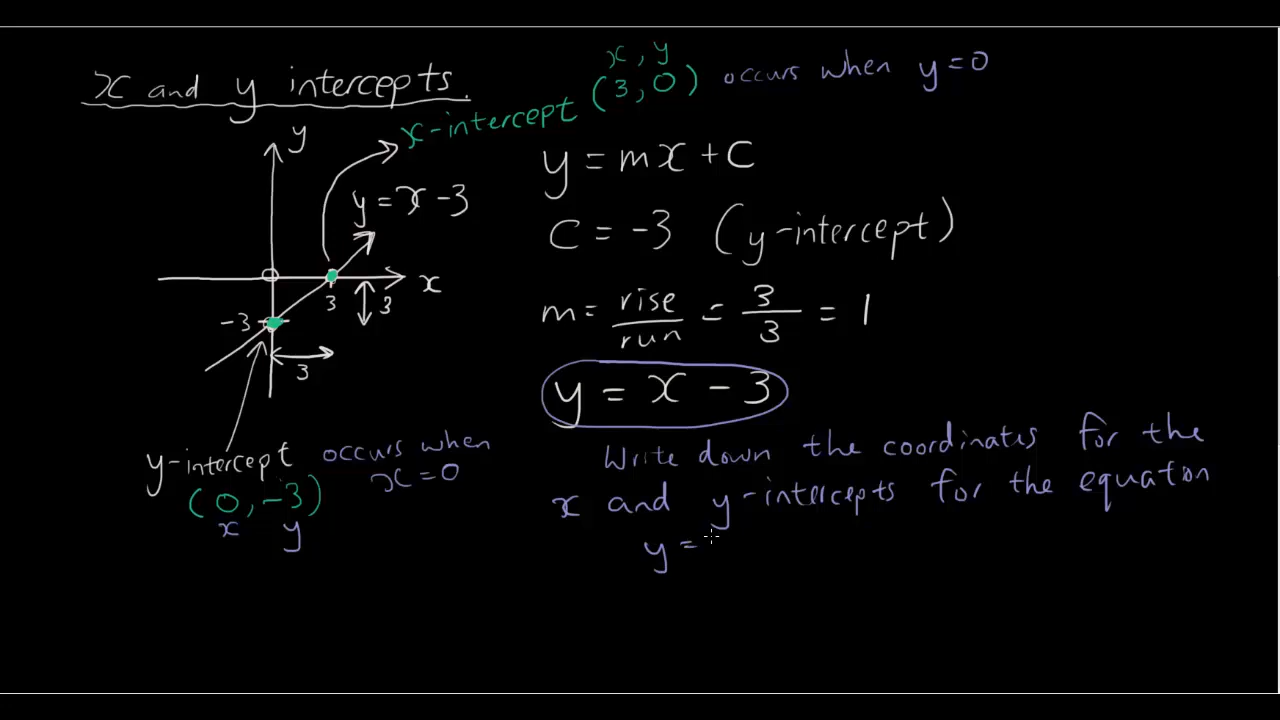 x and y intercepts.
x, y
x-intercept (3, 0) occurs when y=0
y
y = x - 3
x
3
3
-3
3
y-intercept occurs when
x=0
(0, -3)
x y
y = mx + c
c = -3 (y-intercept)
m = rise/run = 3/3 = 1
y = x - 3
Write down the coordinates for the
x and y-intercepts for the equaton
y =